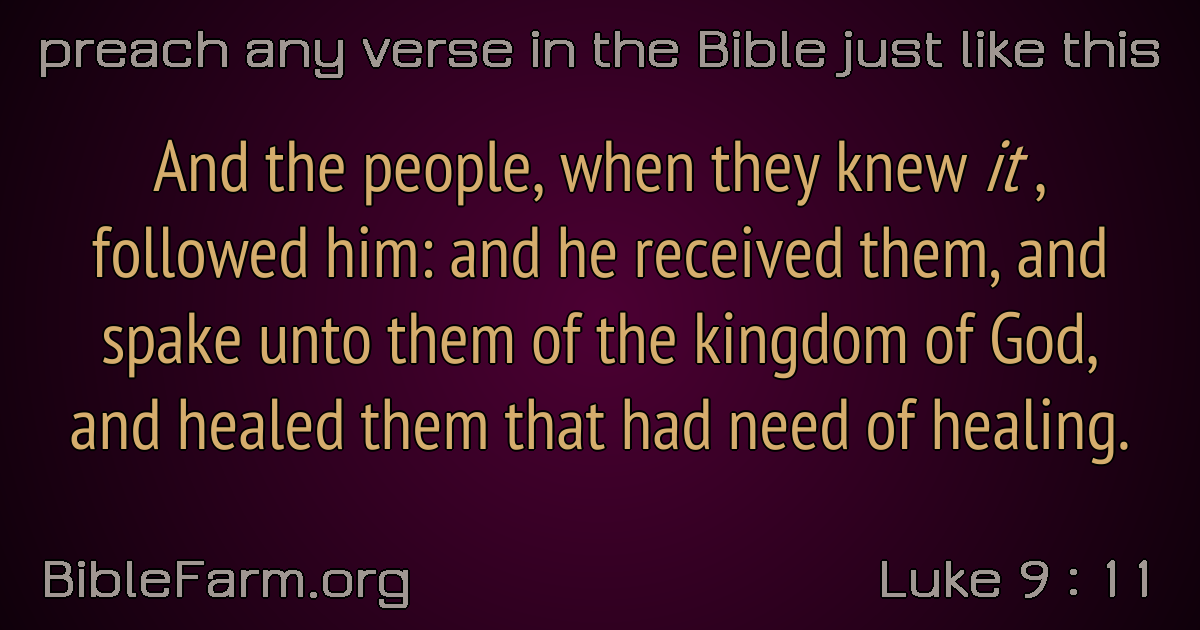 preach any verse in the Bible just like this
And the people, when they knew it ,
followed him: and he received them, and
spake unto them of the kingdom of God,
and healed them that had need of healing.
BibleFarm.org
Luke 9 : 11